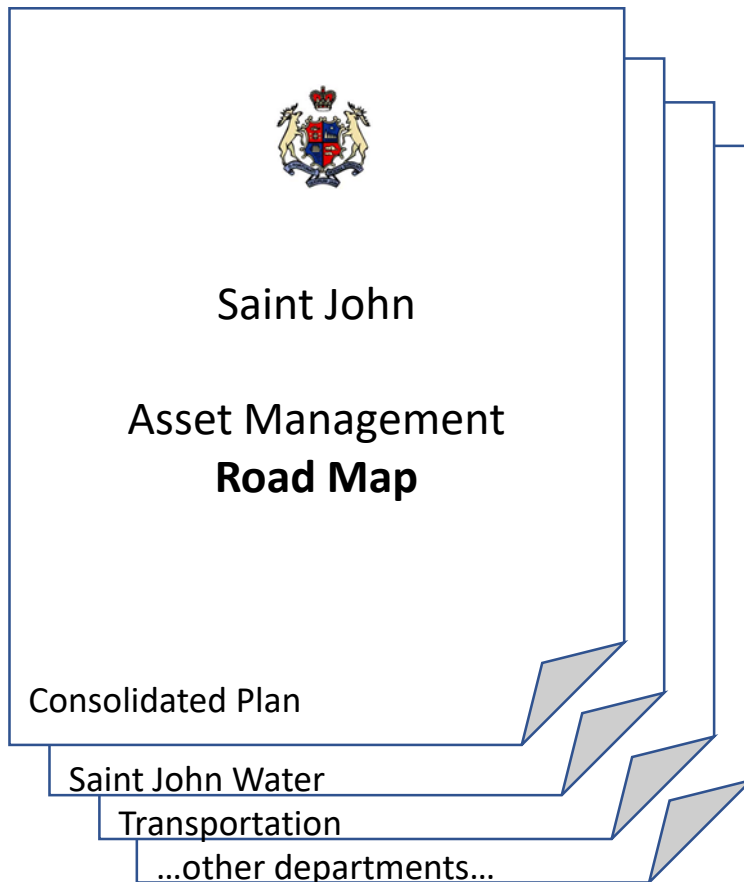 Saint John
Asset Management
Road Map
Consolidated Plan
Saint John Water
Transportation
...other departments...